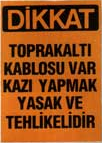 DİKKAT
TOPRAKALTI
KABLOSU VAR
KAZI YAPMAK
YASAK VE
TEHLİKELİDİR